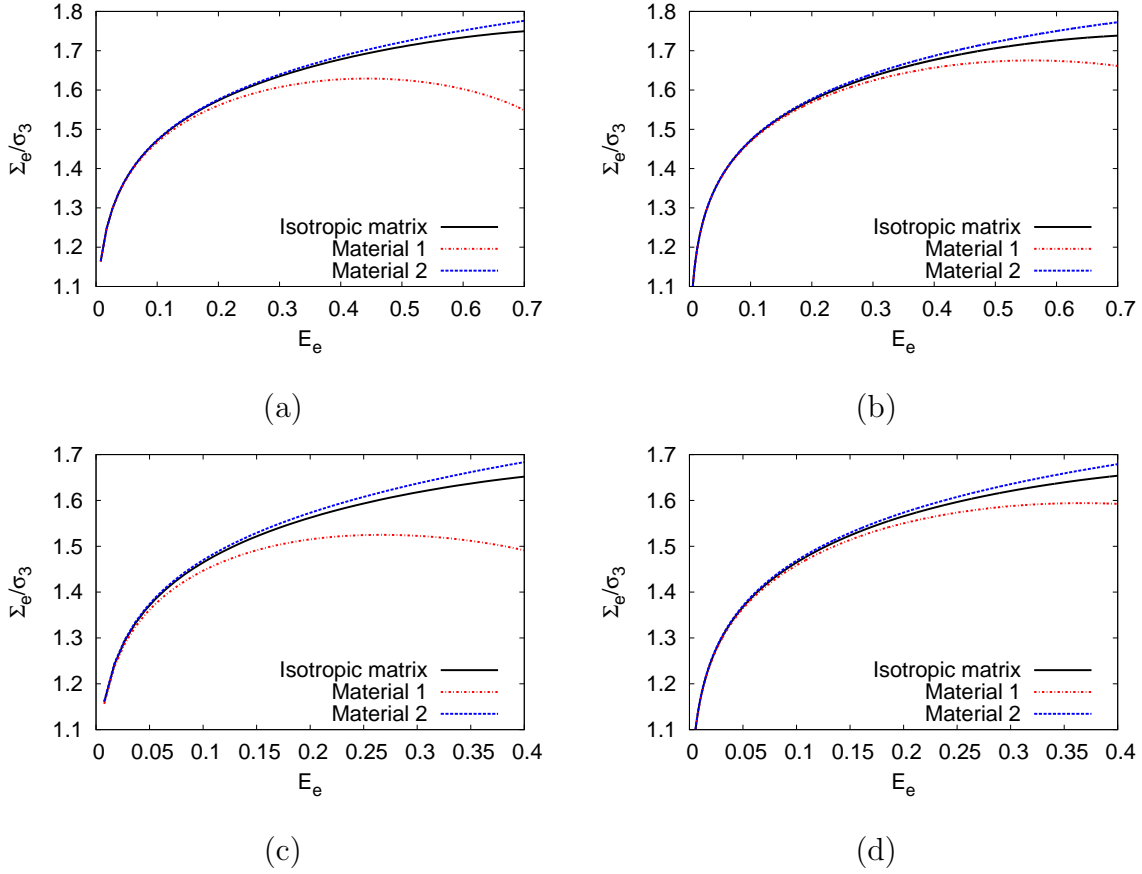 1.8
1.7
1.6
1.5
1.4
1.3
1.2
1.1
Σe/σ3
Isotropic matrix
Material 1
Material 2
0 0.1 0.2 0.3 0.4 0.5 0.6 0.7
Ee
(a)
1.8
1.7
1.6
1.5
1.4
1.3
1.2
1.1
Σe/σ3
Isotropic matrix
Material 1
Material 2
0 0.1 0.2 0.3 0.4 0.5 0.6 0.7
Ee
(b)
1.7
1.6
1.5
1.4
1.3
1.2
1.1
Σe/σ3
Isotropic matrix
Material 1
Material 2
0 0.05 0.1 0.15 0.2 0.25 0.3 0.35 0.4
Ee
(c)
1.7
1.6
1.5
1.4
1.3
1.2
1.1
Σe/σ3
Isotropic matrix
Material 1
Material 2
0 0.05 0.1 0.15 0.2 0.25 0.3 0.35 0.4
Ee
(d)